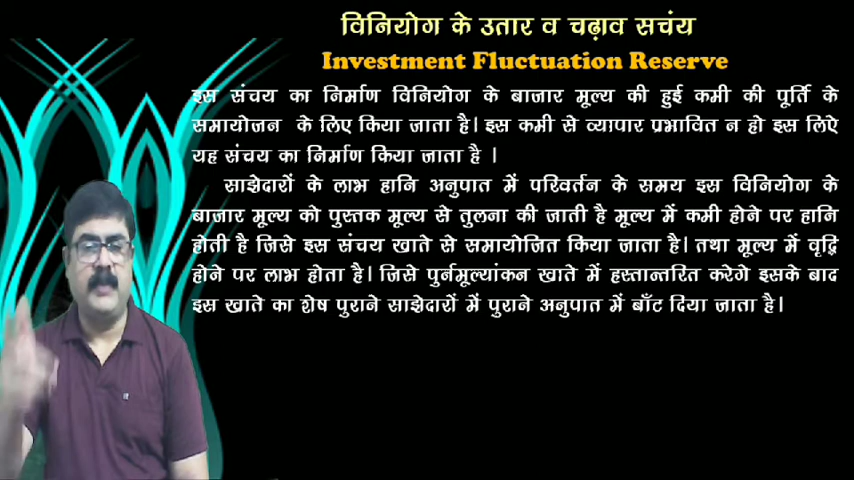 विनियोग के उतार व चढ़ाव सचंय
Investment Fluctuation Reserve
इस संचय का निर्माण विनियोग के बाजार मूल्य की हुई कमी की पूर्ति के
समायोजन के लिए किया जाता है। इस कमी से व्यापार प्रभावित न हो इस लिऐ
यह संचय का निर्माण किया जाता है ।
साझेदारों के लाभ हानि अनुपात में परिवर्तन के समय इस विनियोग के
बाजार मूल्य को पुस्तक मूल्य से तुलना की जाती है मूल्य में कमी होने पर हानि
होती है जिसे इस संचय खाते से समायोजित किया जाता है। तथा मूल्य में वृद्धि
होने पर लाभ होता है। जिसे पुर्नमूल्यांकन खाते में हस्तान्तरित करेगे इसके बाद
इस खाते का शेष पुराने साझेदारों में पुराने अनुपात में बाँट दिया जाता है।